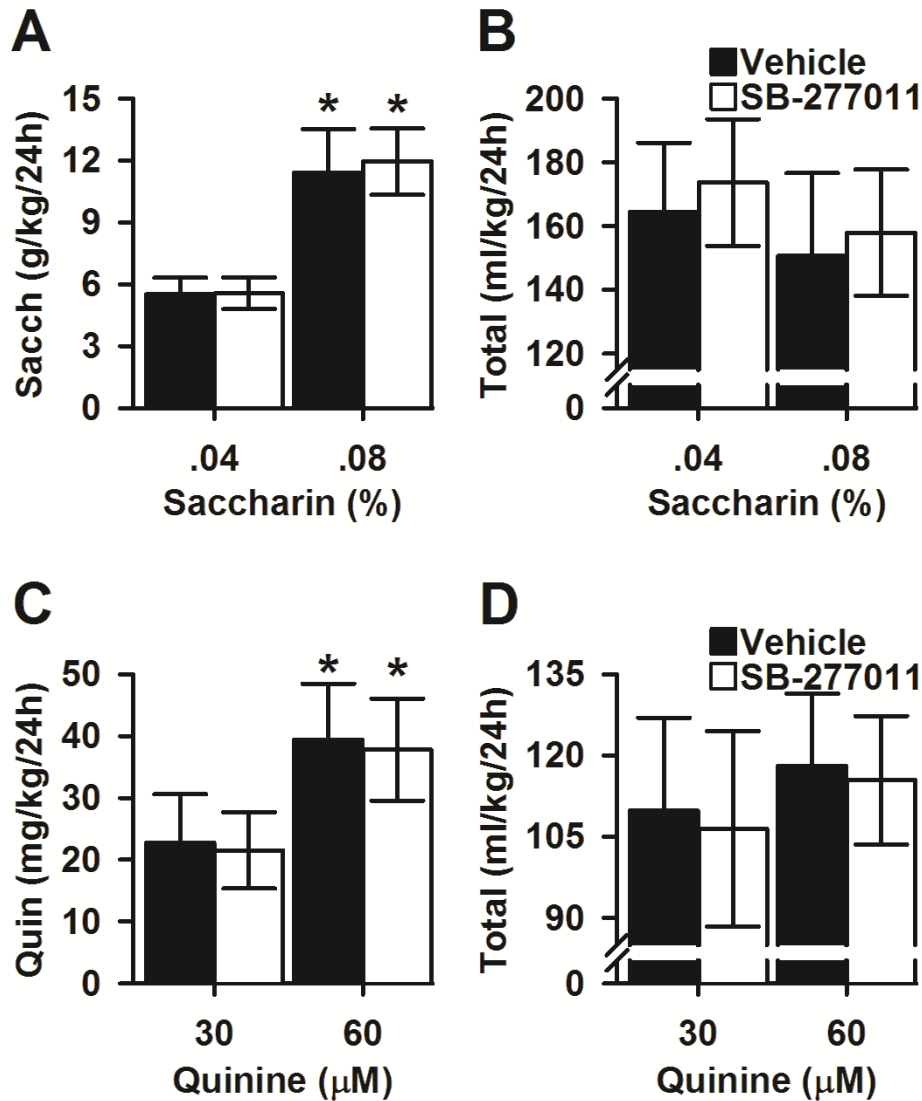 A
Sacch (g/kg/24h)
15
12
9
6
3
0
* *
.04 .08
Saccharin (%)
B
Vehicle
SB-277011
Total (ml/kg/24h)
200
180
160
140
120
0
.04 .08
Saccharin (%)
C
Quin (mg/kg/24h)
50
40
30
20
10
0
* *
30 60
Quinine (μM)
D
Vehicle
SB-277011
Total (ml/kg/24h)
135
120
105
90
0
30 60
Quinine (μM)